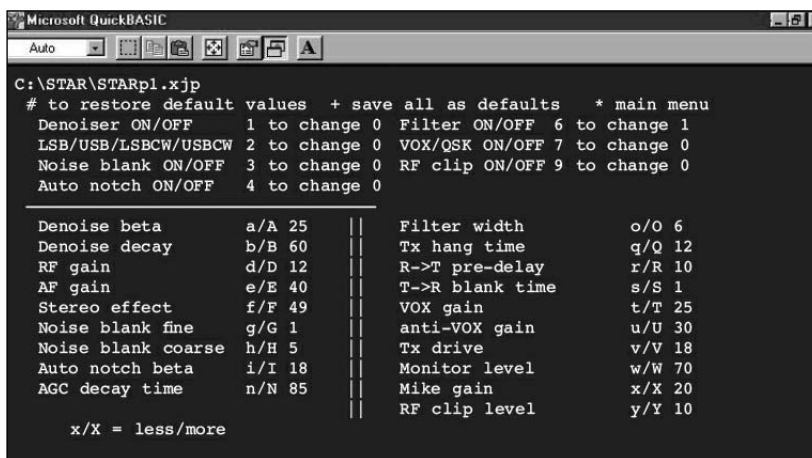 Microsoft QuickBASIC
Auto
A
C:\STAR\STARp1.xjp
# to restore default values + save all as defaults * main menu
Denoiser ON/OFF 1 to change 0 Filter ON/OFF 6 to change 1
LSB/USB/LSBCW/USBCW 2 to change 0 VOX/QSK ON/OFF 7 to change 0
Noise blank ON/OFF 3 to change 0 RF clip ON/OFF 9 to change 0
Auto notch ON/OFF 4 to change 0
Denoise beta a/A 25 || Filter width o/O 6
Denoise decay b/B 60 || Tx hang time q/Q 12
RF gain d/D 12 || R->T pre-delay r/R 10
AF gain e/E 40 || T->R blank time s/S 1
Stereo effect f/F 49 || VOX gain t/T 25
Noise blank fine g/G 1 || anti-VOX gain u/U 30
Noise blank coarse h/H 5 || Tx drive v/V 18
Auto notch beta i/I 18 || Monitor level w/W 70
AGC decay time n/N 85 || Mike gain x/X 20
|| RF clip level y/Y 10
x/X = less/more